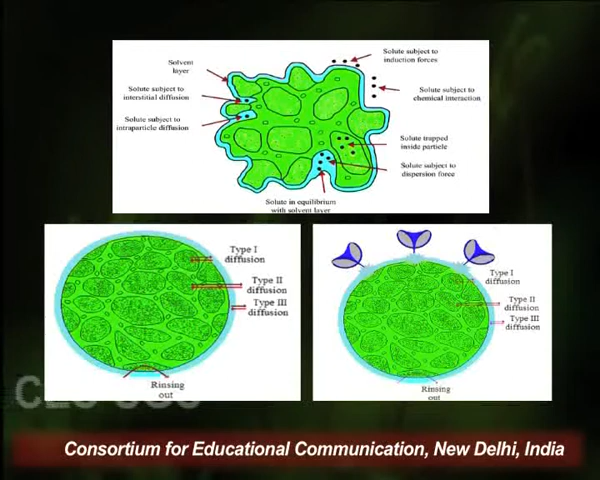 Solute subject to
induction forces
Solvent
layer
Solute subject to
interstitial diffusion
Solute subject to
chemical interaction
Solute subject to
intraparticle diffusion
Solute trapped
inside particle
Solute subject to
dispersion force
Solute in equilibrium
with solvent layer
Type I
diffusion
Type II
diffusion
Type III
diffusion
Rinsing
out
Type I
diffusion
Type II
diffusion
Type III
diffusion
Rinsing
out
Consortium for Educational Communication, New Delhi, India